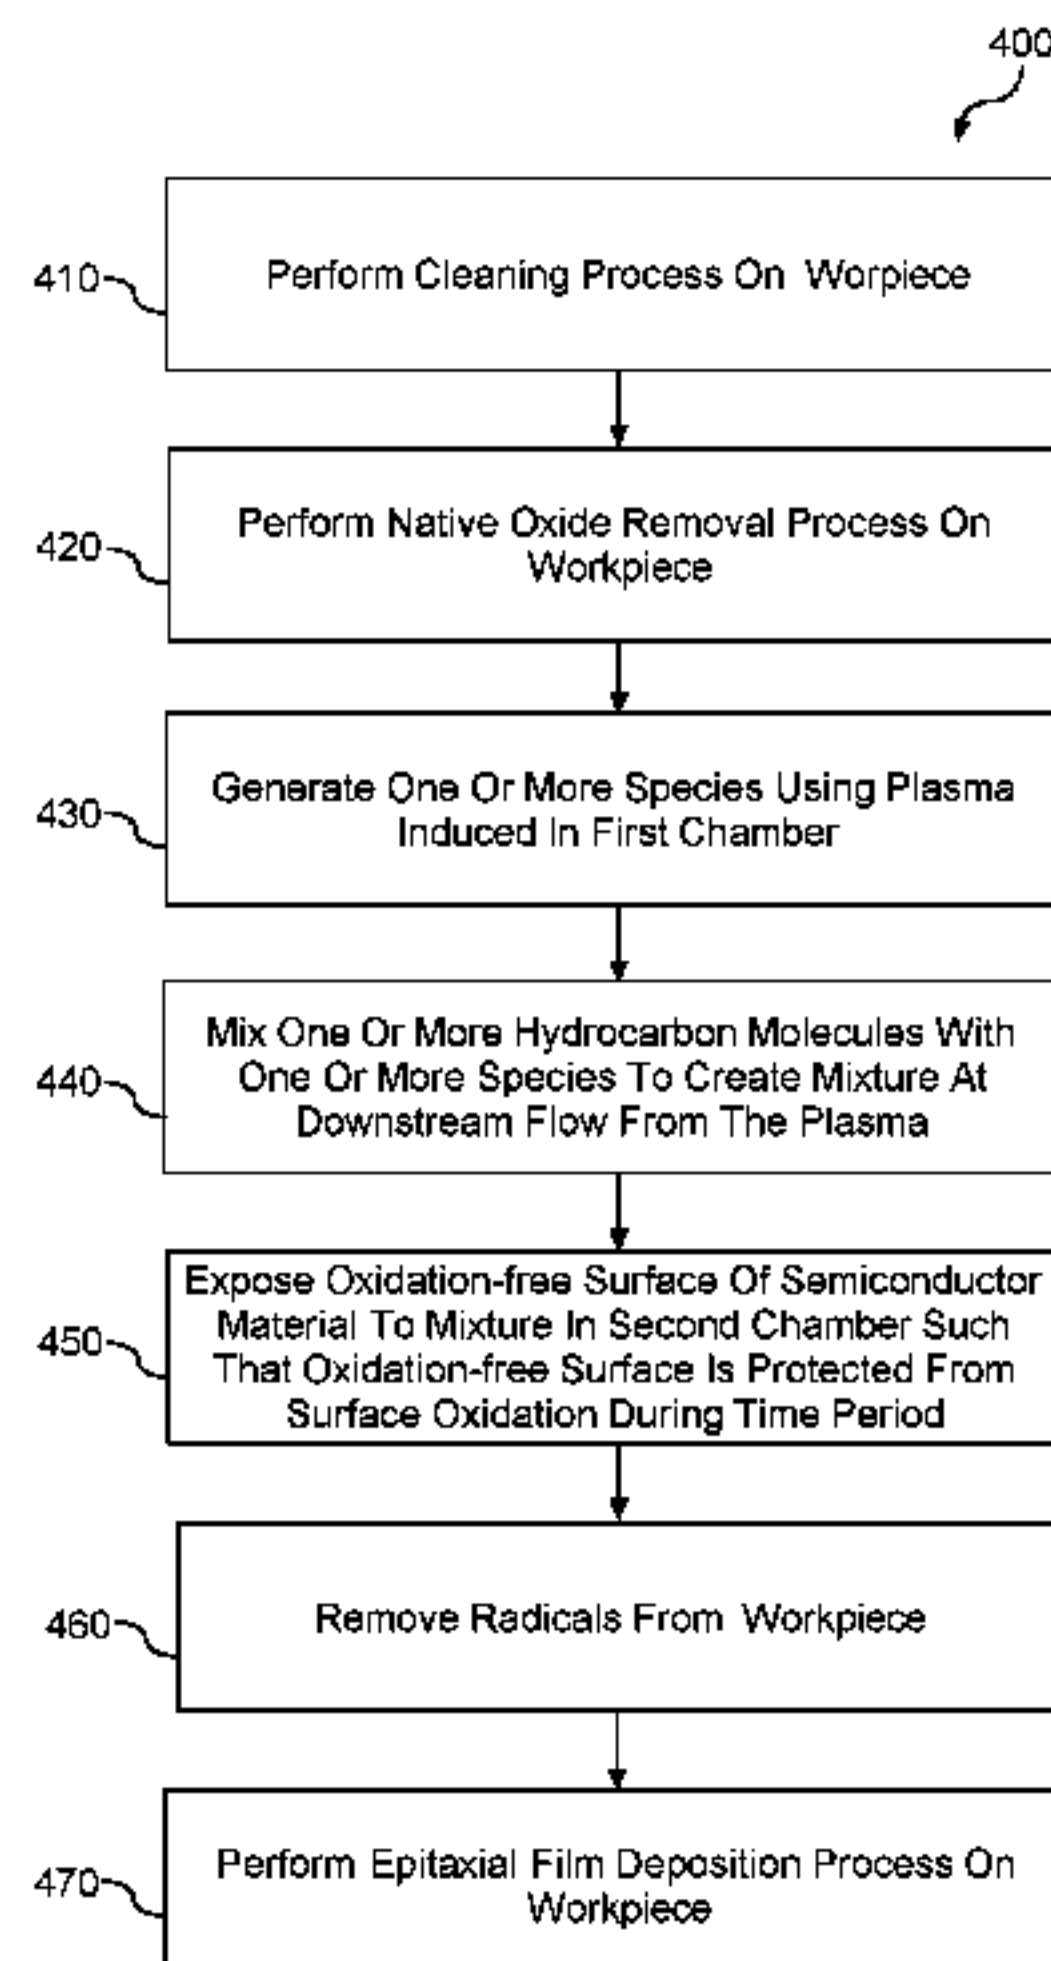 400
410
Perform Cleaning Process On Worpiece
420
Perform Native Oxide Removal Process On
Workpiece
430
Generate One Or More Species Using Plasma
Induced In First Chamber
440
Mix One Or More Hydrocarbon Molecules With
One Or More Species To Create Mixture At
Downstream Flow From The Plasma
450
Expose Oxidation-free Surface Of Semiconductor
Material To Mixture In Second Chamber Such
That Oxidation-free Surface Is Protected From
Surface Oxidation During Time Period
460
Remove Radicals From Workpiece
470
Perform Epitaxial Film Deposition Process On
Workpiece